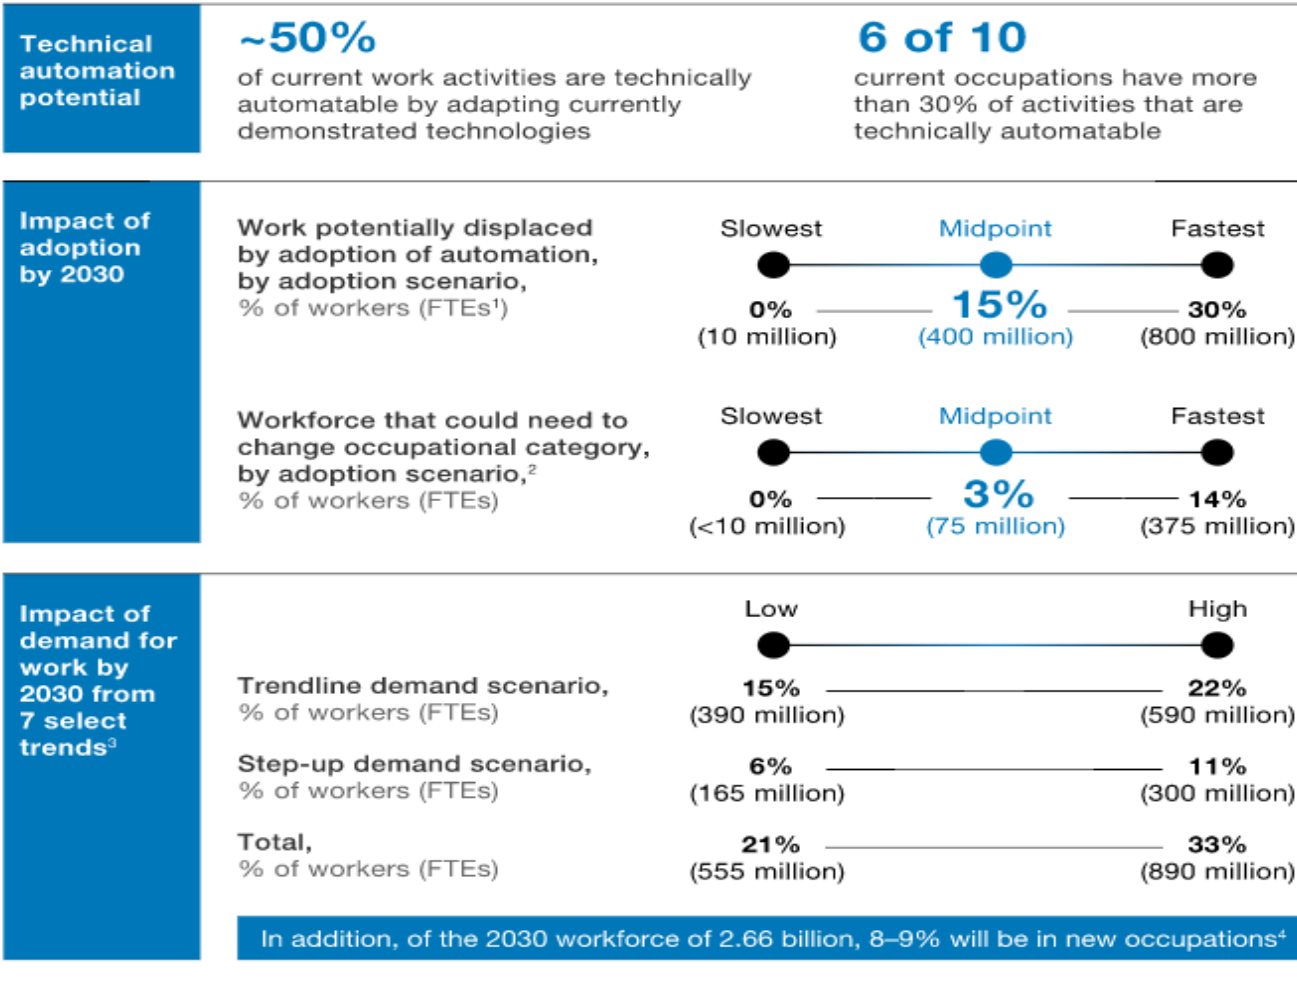 Technical
automation
potential
~50%
of current work activities are technically
automatable by adapting currently
demonstrated technologies
6 of 10
current occupations have more
than 30% of activities that are
technically automatable
Impact of
adoption
by 2030
Work potentially displaced
by adoption of automation,
by adoption scenario,
% of workers (FTEs¹)
Slowest Midpoint Fastest
0% 15% 30%
(10 million) (400 million) (800 million)
Workforce that could need to
change occupational category,
by adoption scenario,²
% of workers (FTEs)
Slowest Midpoint Fastest
0% 3% 14%
(<10 million) (75 million) (375 million)
Impact of
demand for
work by
2030 from
7 select
trends³
Low High
Trendline demand scenario,
% of workers (FTEs)
15% 22%
(390 million) (590 million)
Step-up demand scenario,
% of workers (FTEs)
6% 11%
(165 million) (300 million)
Total,
% of workers (FTEs)
21% 33%
(555 million) (890 million)
In addition, of the 2030 workforce of 2.66 billion, 8–9% will be in new occupations⁴